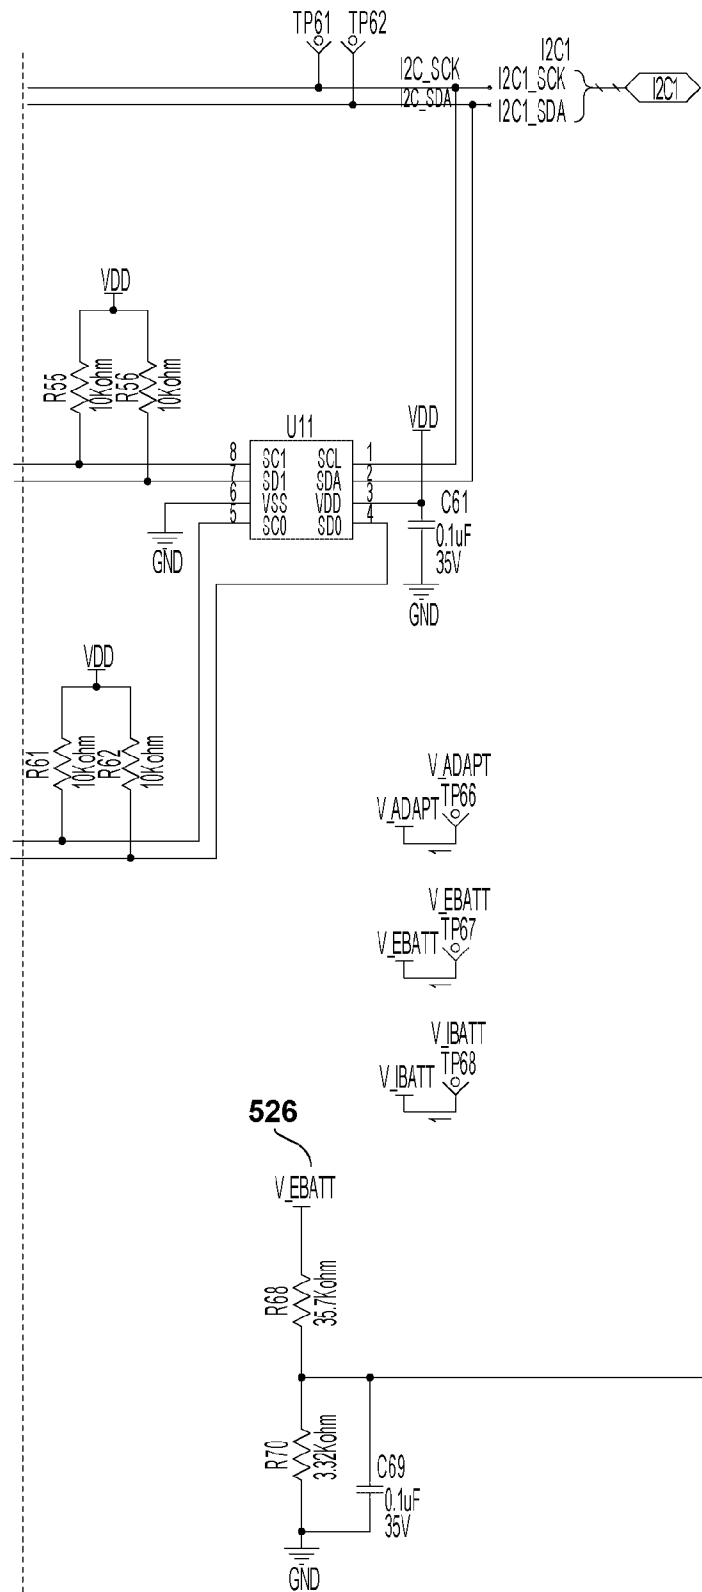 TP61 TP62
I2C1
I2C_SCK I2C1_SCK
I2C1
I2C_SDA I2C1_SDA
VDD
R55 10Kohm R56 10Kohm
VDD
U11
8 SC1 SCL 1
7 SD1 SDA 2
6 VSS VDD 3
5 SC0 SD0 4
C61
0.1uF
35V
GND
GND
VDD
R61 10Kohm R62 10Kohm
V_ADAPT
V_ADAPT TP66
V_EBATT
V_EBATT TP67
V_IBATT
V_IBATT TP68
526
V_EBATT
R68 35.7Kohm
R70 3.32Kohm
C69
0.1uF
35V
GND